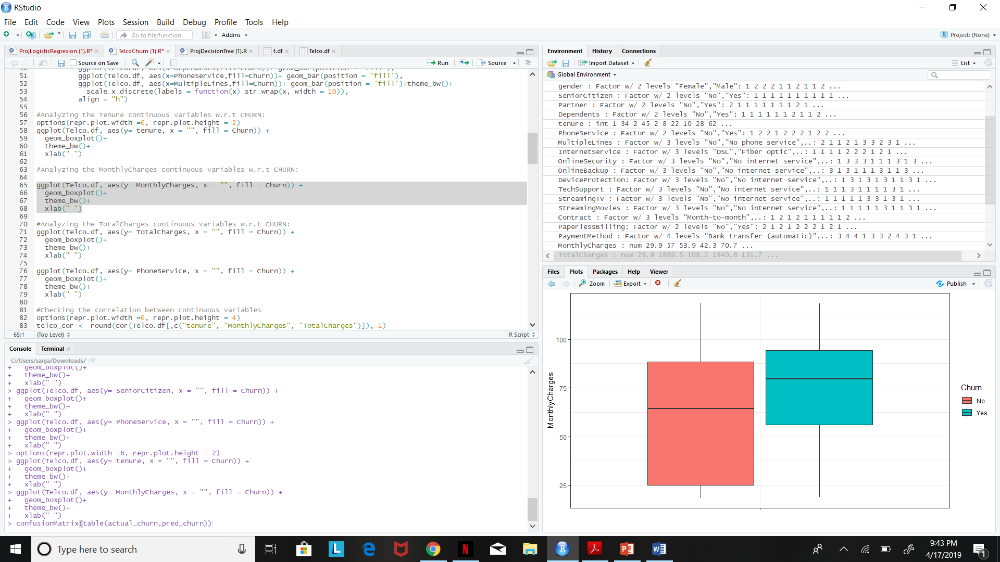 RStudio
File Edit Code View Plots Session Build Debug Profile Tools Help
Go to file/function Addins Project: (None)
ProjLogisticRegresion (1).R* TelcoChurn (1).R* ProjDecisionTree (1).R t.df Telco.df
Source on Save Run Source
50 ggplot(Telco.df, aes(x=Dependents,fill=Churn))+ geom_bar(position = 'fill'),
51 ggplot(Telco.df, aes(x=PhoneService,fill=Churn))+ geom_bar(position = 'fill'),
52 ggplot(Telco.df, aes(x=MultipleLines,fill=Churn))+ geom_bar(position = 'fill')+theme_bw()+
53 scale_x_discrete(labels = function(x) str_wrap(x, width = 10)),
54 align = "h")
55
56 #Analyzing the Tenure continuous variables w.r.t CHURN:
57 options(repr.plot.width =6, repr.plot.height = 2)
58 ggplot(Telco.df, aes(y= tenure, x = "", fill = Churn)) +
59 geom_boxplot()+
60 theme_bw()+
61 xlab(" ")
62
63 #Analyzing the MonthlyCharges continuous variables w.r.t CHURN:
64
65 ggplot(Telco.df, aes(y= MonthlyCharges, x = "", fill = Churn)) +
66 geom_boxplot()+
67 theme_bw()+
68 xlab(" ")
69
70 #Analyzing the TotalCharges continuous variables w.r.t CHURN:
71 ggplot(Telco.df, aes(y= TotalCharges, x = "", fill = Churn)) +
72 geom_boxplot()+
73 theme_bw()+
74 xlab(" ")
75
76 ggplot(Telco.df, aes(y= PhoneService, x = "", fill = Churn)) +
77 geom_boxplot()+
78 theme_bw()+
79 xlab(" ")
80
81 #Checking the correlation between continuous variables
82 options(repr.plot.width =6, repr.plot.height = 4)
83 telco_cor <- round(cor(Telco.df[,c("tenure", "MonthlyCharges", "TotalCharges")]), 1)
65:1 (Top Level) R Script
Console Terminal
C:/Users/sanja/Downloads/
+ geom_boxplot()+
+ theme_bw()+
+ xlab(" ")
> ggplot(Telco.df, aes(y= SeniorCitizen, x = "", fill = Churn)) +
+ geom_boxplot()+
+ theme_bw()+
+ xlab(" ")
> ggplot(Telco.df, aes(y= PhoneService, x = "", fill = Churn)) +
+ geom_boxplot()+
+ theme_bw()+
+ xlab(" ")
> options(repr.plot.width =6, repr.plot.height = 2)
> ggplot(Telco.df, aes(y= tenure, x = "", fill = Churn)) +
+ geom_boxplot()+
+ theme_bw()+
+ xlab(" ")
> ggplot(Telco.df, aes(y= MonthlyCharges, x = "", fill = Churn)) +
+ geom_boxplot()+
+ theme_bw()+
+ xlab(" ")
> confusionMatrix(table(actual_churn,pred_churn))
Environment History Connections
Import Dataset List
Global Environment
gender : Factor w/ 2 levels "Female","Male": 1 2 2 2 1 1 2 1 1 2 ...
SeniorCitizen : Factor w/ 2 levels "No","Yes": 1 1 1 1 1 1 1 1 1 1 ...
Partner : Factor w/ 2 levels "No","Yes": 2 1 1 1 1 1 1 1 2 1 ...
Dependents : Factor w/ 2 levels "No","Yes": 1 1 1 1 1 1 2 1 1 2 ...
tenure : int 1 34 2 45 2 8 22 10 28 62 ...
PhoneService : Factor w/ 2 levels "No","Yes": 1 2 2 1 2 2 2 1 2 2 ...
MultipleLines : Factor w/ 3 levels "No","No phone service",..: 2 1 1 2 1 3 3 2 3 1 ...
InternetService : Factor w/ 3 levels "DSL","Fiber optic",..: 1 1 1 1 2 2 2 1 2 1 ...
OnlineSecurity : Factor w/ 3 levels "No","No internet service",..: 1 3 3 3 1 1 1 3 1 3 ...
OnlineBackup : Factor w/ 3 levels "No","No internet service",..: 3 1 3 1 1 1 3 1 1 3 ...
DeviceProtection: Factor w/ 3 levels "No","No internet service",..: 1 3 1 3 1 3 1 1 3 1 ...
TechSupport : Factor w/ 3 levels "No","No internet service",..: 1 1 1 3 1 1 1 1 3 1 ...
StreamingTV : Factor w/ 3 levels "No","No internet service",..: 1 1 1 1 1 3 3 1 3 1 ...
StreamingMovies : Factor w/ 3 levels "No","No internet service",..: 1 1 1 1 1 3 1 1 3 1 ...
Contract : Factor w/ 3 levels "Month-to-month",..: 1 2 1 2 1 1 1 1 1 2 ...
PaperlessBilling: Factor w/ 2 levels "No","Yes": 2 1 2 1 2 2 2 1 2 1 ...
PaymentMethod : Factor w/ 4 levels "Bank transfer (automatic)",..: 3 4 4 1 3 3 2 4 3 1 ...
MonthlyCharges : num 29.9 57 53.9 42.3 70.7 ...
TotalCharges : num 29.9 1889.5 108.2 1840.8 151.7 ...
Files Plots Packages Help Viewer
Zoom Export Publish
100
75
50
25
MonthlyCharges
Churn
No
Yes
Type here to search
9:43 PM
4/17/2019
1